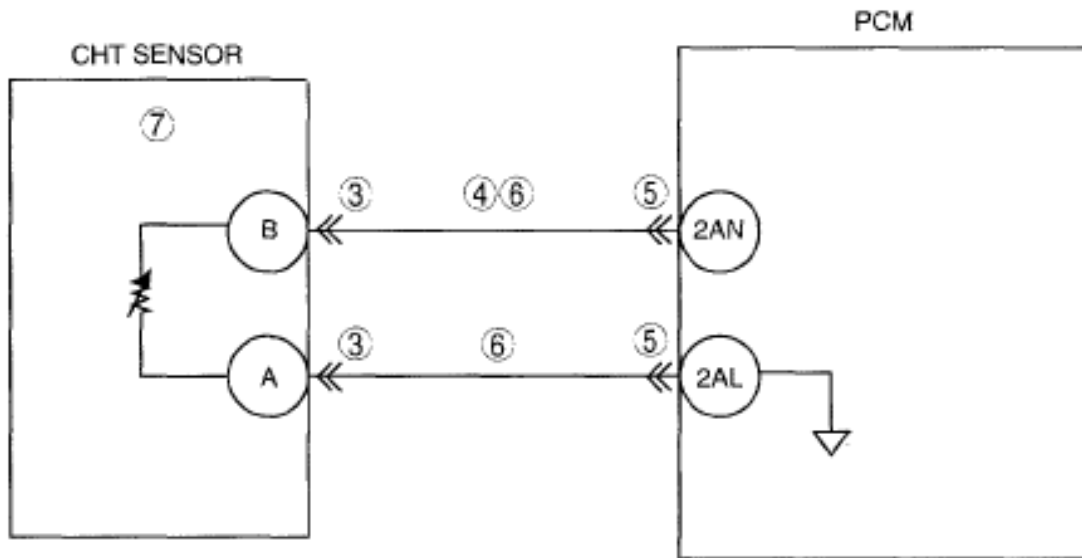 PCM
CHT SENSOR
⑦
③ ④⑥ ⑤
B 2AN
③ ⑥ ⑤
A 2AL